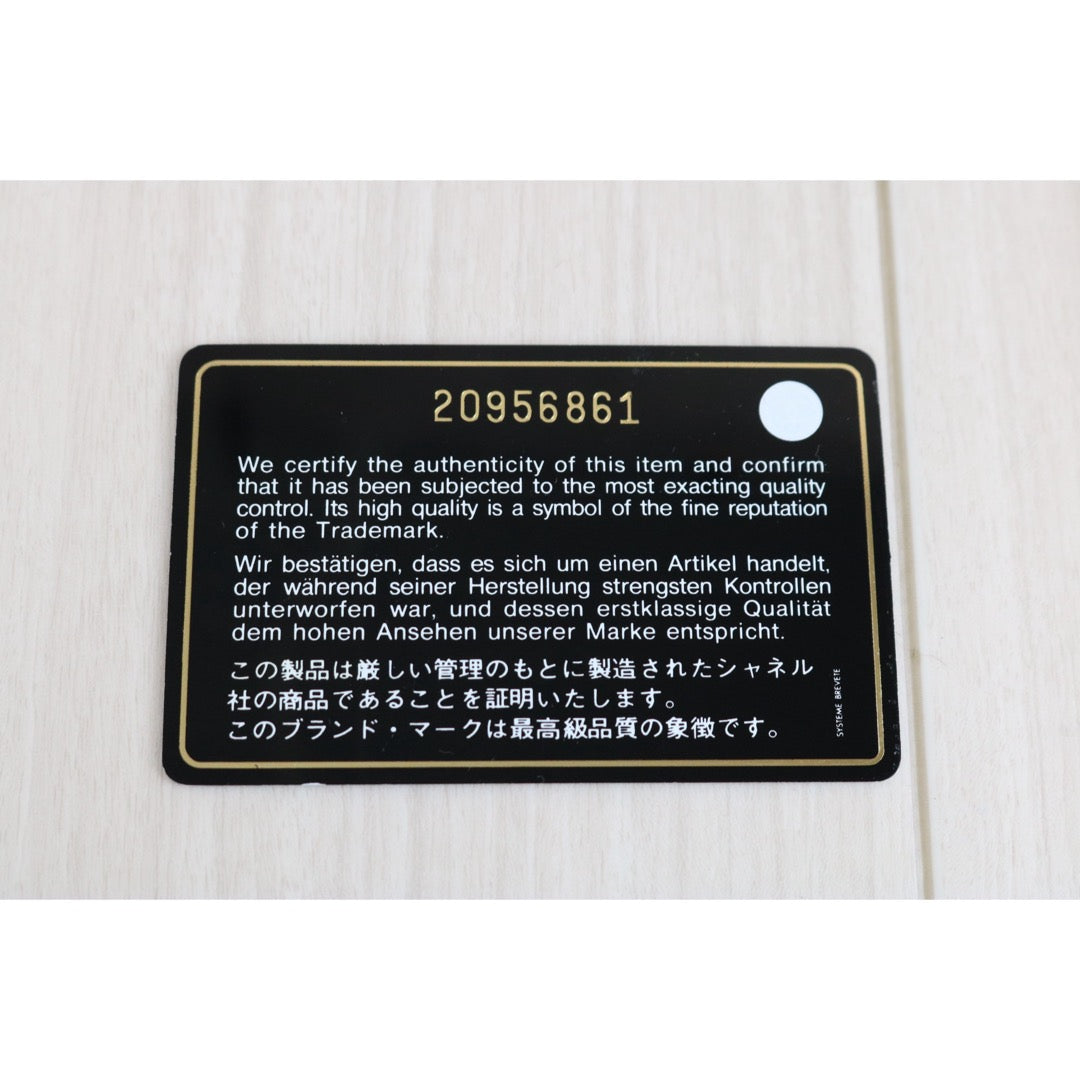 20956861
We certify the authenticity of this item and confirm
that it has been subjected to the most exacting quality
control. Its high quality is a symbol of the fine reputation
of the Trademark.
Wir bestätigen, dass es sich um einen Artikel handelt,
der während seiner Herstellung strengsten Kontrollen
unterworfen war, und dessen erstklassige Qualität
dem hohen Ansehen unserer Marke entspricht.
この製品は厳しい管理のもとに製造されたシャネル
社の商品であることを証明いたします。
このブランド・マークは最高級品質の象徴です。
SYSTEME BREVETE